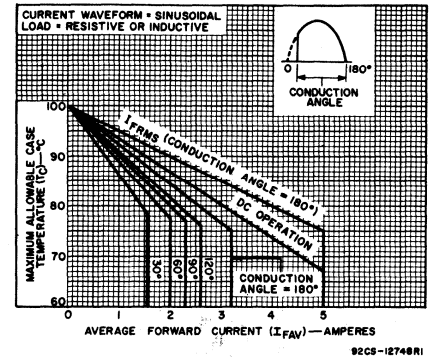 CURRENT WAVEFORM = SINUSOIDAL
LOAD = RESISTIVE OR INDUCTIVE
0
180°
CONDUCTION
ANGLE
MAXIMUM ALLOWABLE CASE
TEMPERATURE (TC)—°C
100
90
80
70
60
IFRMS (CONDUCTION ANGLE = 180°)
DC OPERATION
30°
60°
90°
120°
CONDUCTION
ANGLE = 180°
0
1
2
3
4
5
AVERAGE FORWARD CURRENT (IFAV)—AMPERES
92CS-12748R1